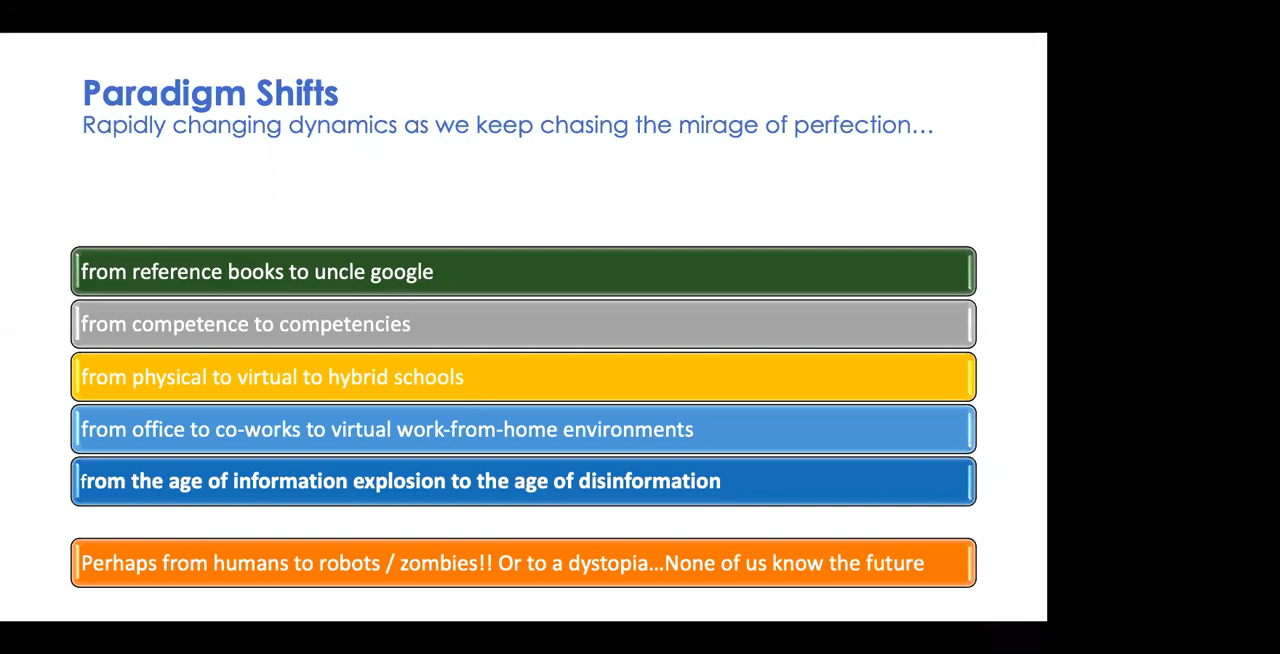 Paradigm Shifts
Rapidly changing dynamics as we keep chasing the mirage of perfection...
from reference books to uncle google
from competence to competencies
from physical to virtual to hybrid schools
from office to co-works to virtual work-from-home environments
from the age of information explosion to the age of disinformation
Perhaps from humans to robots / zombies!! Or to a dystopia...None of us know the future